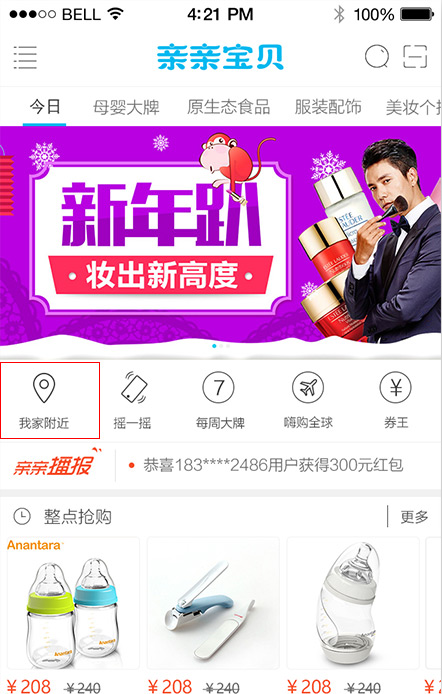 BELL 4:21 PM 100%
亲亲宝贝
今日 母婴大牌 原生态食品 服装配饰 美妆个
新年趴
·妆出新高度·
ESTEE LAUDER
我家附近 摇一摇 7 每周大牌 嗨购全球 ¥ 券王
亲亲播报 · 恭喜183****2486用户获得300元红包
整点抢购 更多
Anantara
Anantara Anantara
¥208 ¥240 ¥208 ¥240 ¥208 ¥240 ¥2